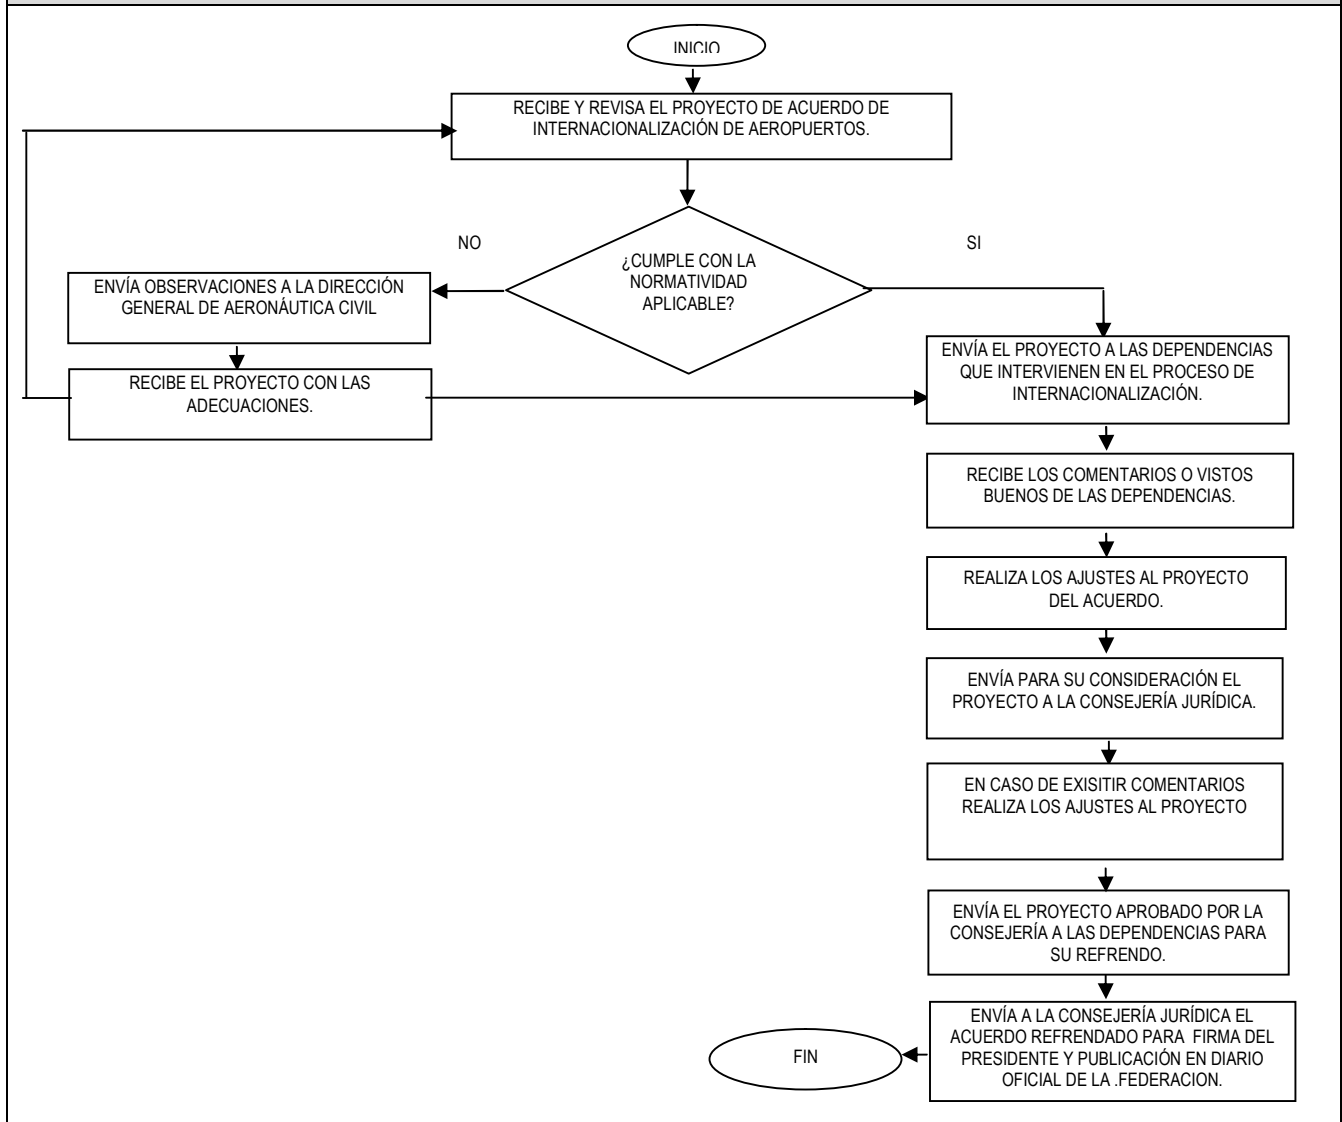 INICIO
RECIBE Y REVISA EL PROYECTO DE ACUERDO DE
INTERNACIONALIZACIÓN DE AEROPUERTOS.
NO
SI
¿CUMPLE CON LA
NORMATIVIDAD
APLICABLE?
ENVÍA OBSERVACIONES A LA DIRECCIÓN
GENERAL DE AERONÁUTICA CIVIL
RECIBE EL PROYECTO CON LAS
ADECUACIONES.
ENVÍA EL PROYECTO A LAS DEPENDENCIAS
QUE INTERVIENEN EN EL PROCESO DE
INTERNACIONALIZACIÓN.
RECIBE LOS COMENTARIOS O VISTOS
BUENOS DE LAS DEPENDENCIAS.
REALIZA LOS AJUSTES AL PROYECTO
DEL ACUERDO.
ENVÍA PARA SU CONSIDERACIÓN EL
PROYECTO A LA CONSEJERÍA JURÍDICA.
EN CASO DE EXISITIR COMENTARIOS
REALIZA LOS AJUSTES AL PROYECTO
ENVÍA EL PROYECTO APROBADO POR LA
CONSEJERÍA A LAS DEPENDENCIAS PARA
SU REFRENDO.
ENVÍA A LA CONSEJERÍA JURÍDICA EL
ACUERDO REFRENDADO PARA FIRMA DEL
PRESIDENTE Y PUBLICACIÓN EN DIARIO
OFICIAL DE LA .FEDERACION.
FIN